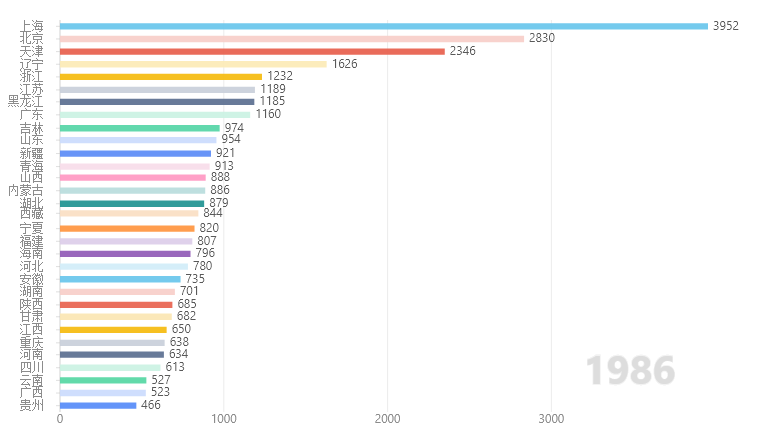 上海 3952
北京 2830
天津 2346
辽宁 1626
浙江 1232
江苏 1189
黑龙江 1185
广东 1160
吉林 974
山东 954
新疆 921
青海 913
山西 888
内蒙古 886
湖北 879
西藏 844
宁夏 820
福建 807
海南 796
河北 780
安徽 735
湖南 701
陕西 685
甘肃 682
江西 650
重庆 638
河南 634
四川 613
云南 527
广西 523
贵州 466
1986
0 1000 2000 3000